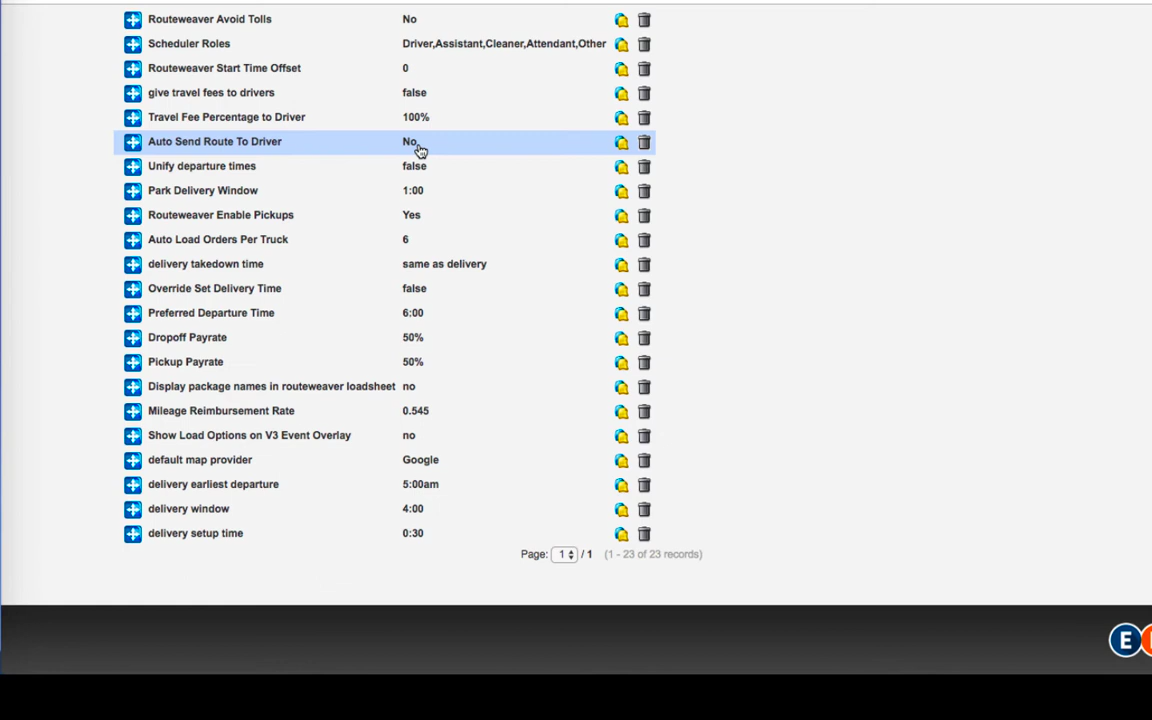 Routeweaver Avoid Tolls No
Scheduler Roles Driver,Assistant,Cleaner,Attendant,Other
Routeweaver Start Time Offset 0
give travel fees to drivers false
Travel Fee Percentage to Driver 100%
Auto Send Route To Driver No
Unify departure times false
Park Delivery Window 1:00
Routeweaver Enable Pickups Yes
Auto Load Orders Per Truck 6
delivery takedown time same as delivery
Override Set Delivery Time false
Preferred Departure Time 6:00
Dropoff Payrate 50%
Pickup Payrate 50%
Display package names in routeweaver loadsheet no
Mileage Reimbursement Rate 0.545
Show Load Options on V3 Event Overlay no
default map provider Google
delivery earliest departure 5:00am
delivery window 4:00
delivery setup time 0:30
Page: 1 / 1 (1 - 23 of 23 records)
E